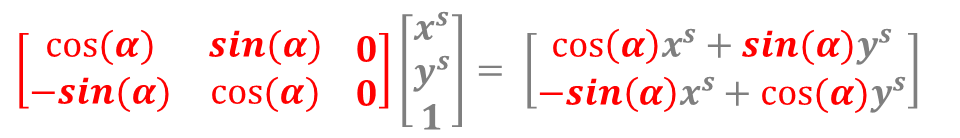 [cos(α) sin(α) 0] [xˢ] = [cos(α)xˢ + sin(α)yˢ]
[−sin(α) cos(α) 0] [yˢ] [−sin(α)xˢ + cos(α)yˢ]
[1]